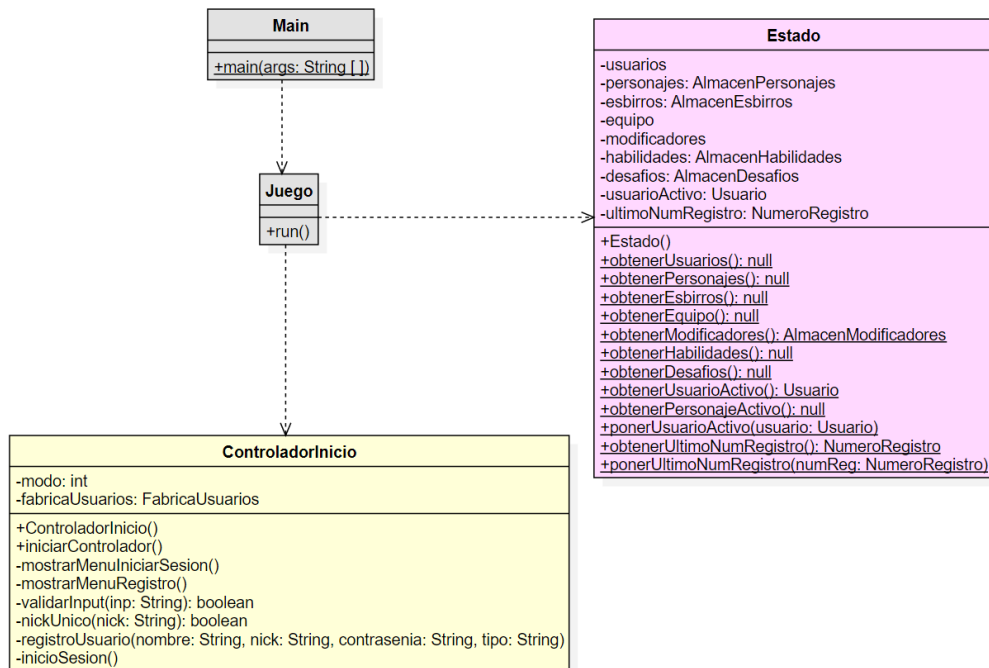 Main
+main(args: String [ ])
Juego
+run()
Estado
-usuarios
-personajes: AlmacenPersonajes
-esbirros: AlmacenEsbirros
-equipo
-modificadores
-habilidades: AlmacenHabilidades
-desafios: AlmacenDesafios
-usuarioActivo: Usuario
-ultimoNumRegistro: NumeroRegistro
+Estado()
+obtenerUsuarios(): null
+obtenerPersonajes(): null
+obtenerEsbirros(): null
+obtenerEquipo(): null
+obtenerModificadores(): AlmacenModificadores
+obtenerHabilidades(): null
+obtenerDesafios(): null
+obtenerUsuarioActivo(): Usuario
+obtenerPersonajeActivo(): null
+ponerUsuarioActivo(usuario: Usuario)
+obtenerUltimoNumRegistro(): NumeroRegistro
+ponerUltimoNumRegistro(numReg: NumeroRegistro)
ControladorInicio
-modo: int
-fabricaUsuarios: FabricaUsuarios
+ControladorInicio()
+iniciarControlador()
-mostrarMenuIniciarSesion()
-mostrarMenuRegistro()
-validarInput(inp: String): boolean
-nickUnico(nick: String): boolean
-registroUsuario(nombre: String, nick: String, contrasenia: String, tipo: String)
-inicioSesion()